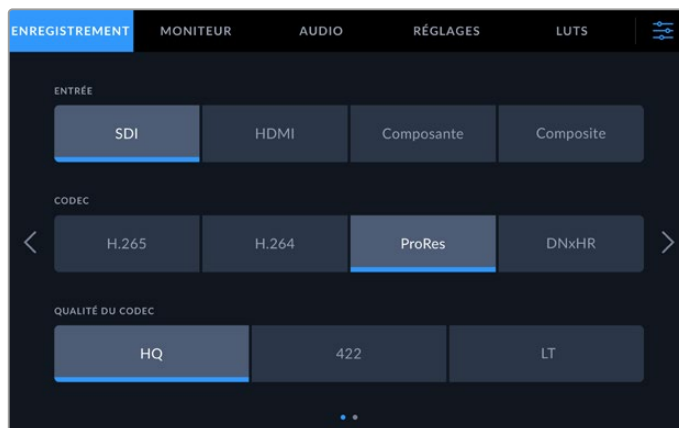 ENREGISTREMENT MONITEUR AUDIO RÉGLAGES LUTS
ENTRÉE
SDI HDMI Composante Composite
CODEC
H.265 H.264 ProRes DNxHR
QUALITÉ DU CODEC
HQ 422 LT